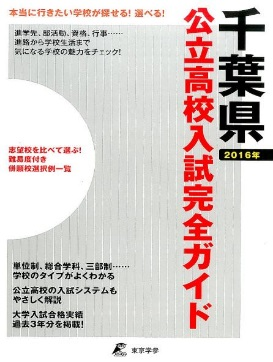 本当に行きたい学校が探せる! 選べる!
千葉県
2016年
公立高校入試完全ガイド
進学先、部活動、資格、行事……
進路から学校生活まで
気になる学校の魅力をチェック!
志望校を比べて選ぶ!
難易度付き
併願校選択例一覧
単位制、総合学科、三部制……
学校のタイプがよくわかる
公立高校の入試システムも
やさしく解説
大学入試合格実績
過去3年分を掲載!
東京学参